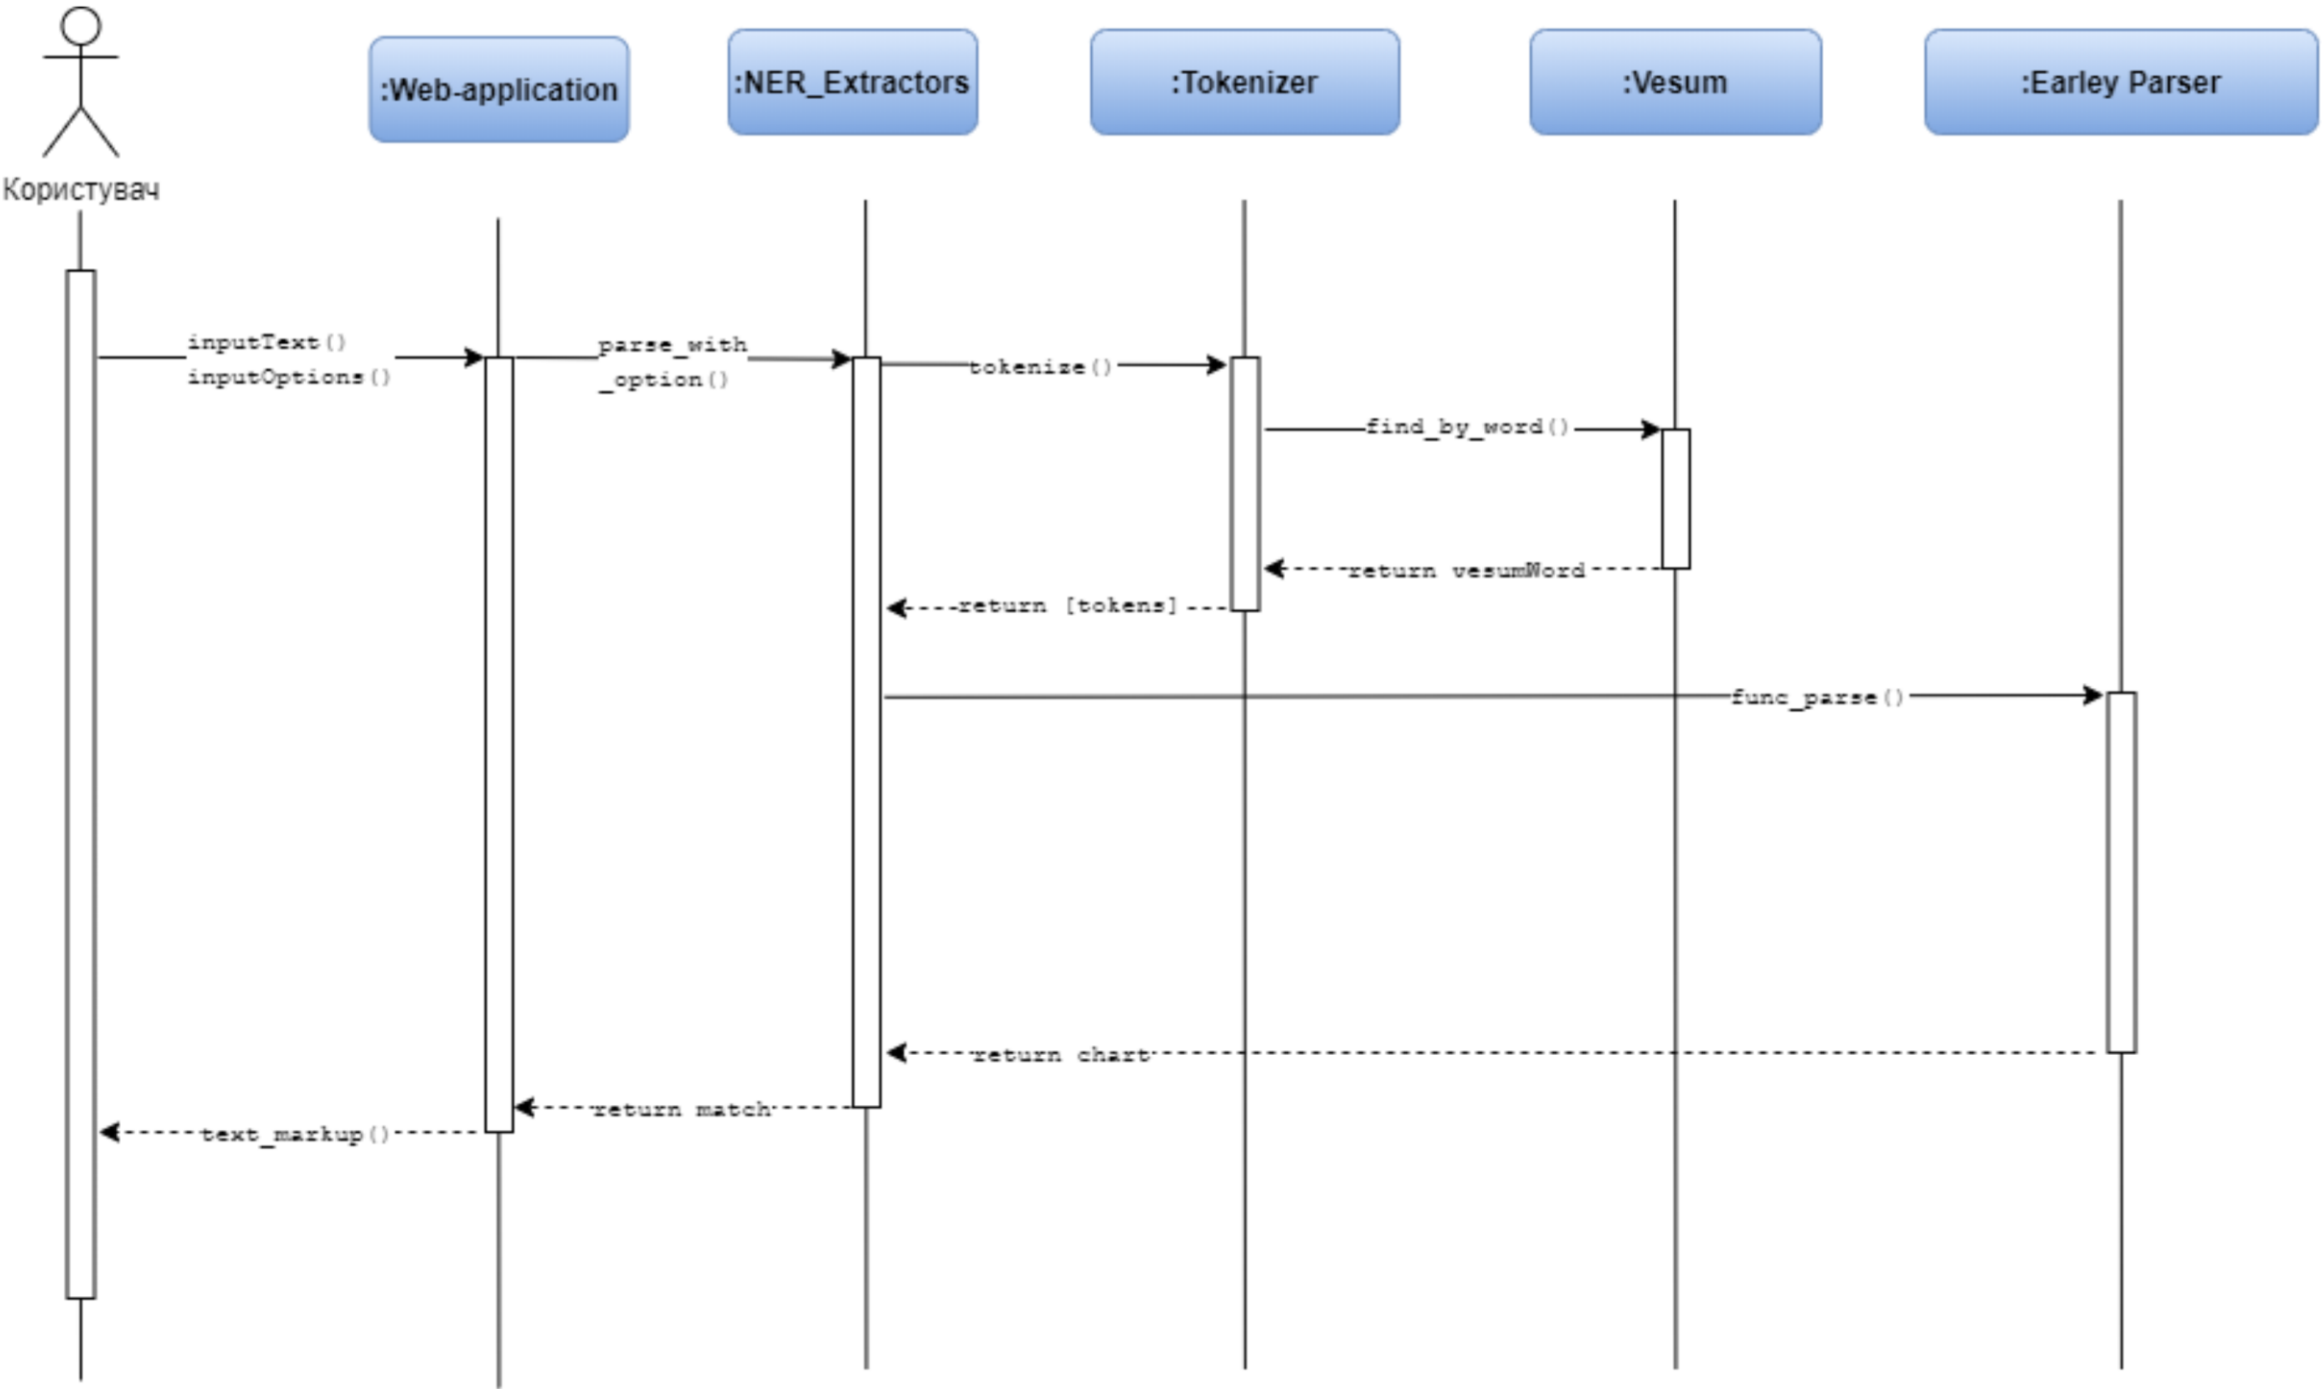 :Web-application
:NER_Extractors
:Tokenizer
:Vesum
:Earley Parser
Користувач
inputText()
inputOptions()
parse_with
_option()
tokenize()
find_by_word()
return vesumWord
return [tokens]
func_parse()
return chart
return match
text_markup()